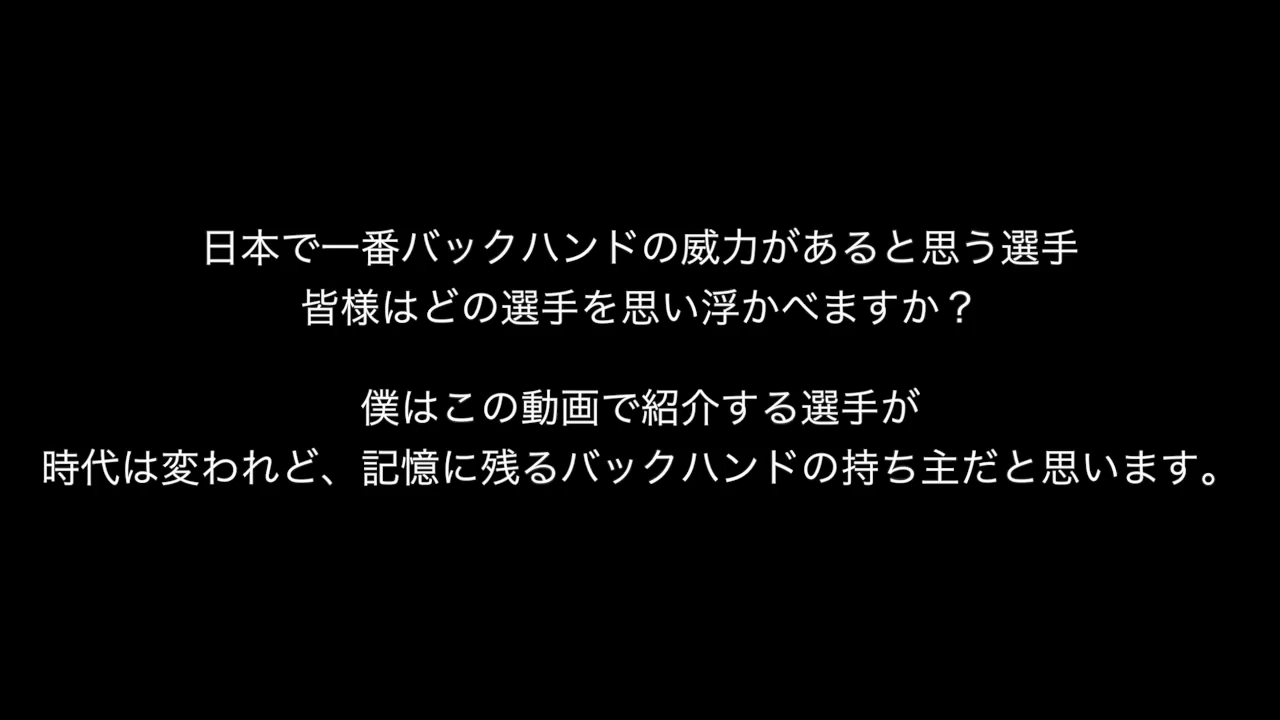 日本で一番バックハンドの威力があると思う選手
皆様はどの選手を思い浮かべますか？
僕はこの動画で紹介する選手が
時代は変われど、記憶に残るバックハンドの持ち主だと思います。